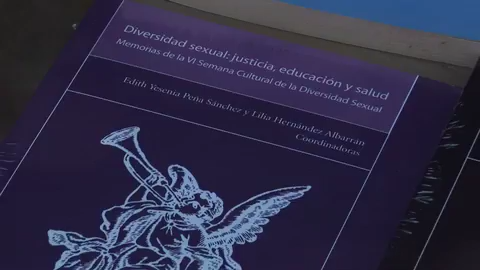 Diversidad sexual: justicia, educación y salud
Memorias de la VI Semana Cultural de la Diversidad Sexual
Edith Yesenia Peña Sánchez y Lilia Hernández Albarrán
Coordinadoras